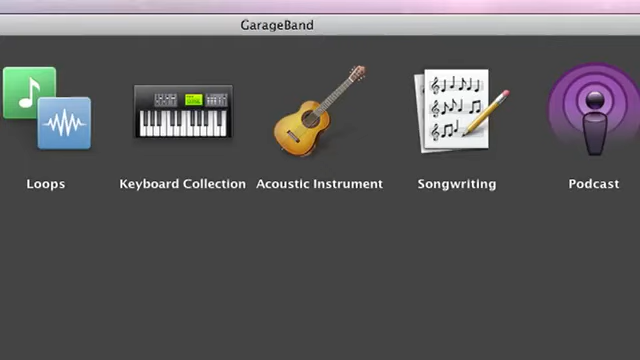 GarageBand
Loops
Keyboard Collection
Acoustic Instrument
Songwriting
Podcast